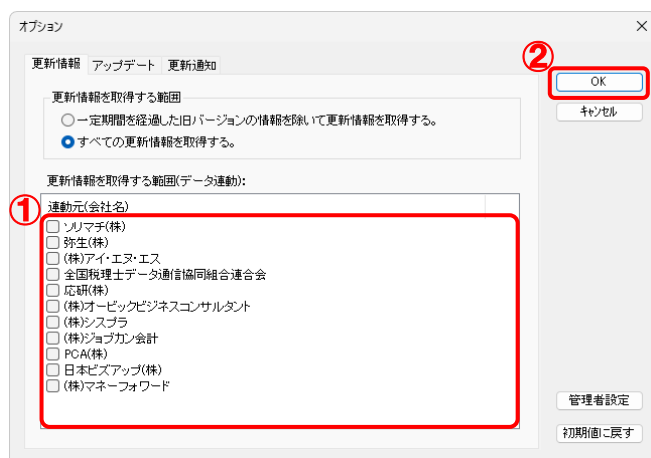 オプション
更新情報 アップデート 更新通知
更新情報を取得する範囲
一定期間を経過した旧バージョンの情報を除いて更新情報を取得する。
すべての更新情報を取得する。
更新情報を取得する範囲(データ連動):
①
連動元(会社名)
ソリマチ(株)
弥生(株)
(株)アイ・エヌ・エス
全国税理士データ通信協同組合連合会
応研(株)
(株)オービックビジネスコンサルタント
(株)シスプラ
(株)ジョブカン会計
PCA(株)
日本ビズアップ(株)
(株)マネーフォワード
②
OK
キャンセル
管理者設定
初期値に戻す